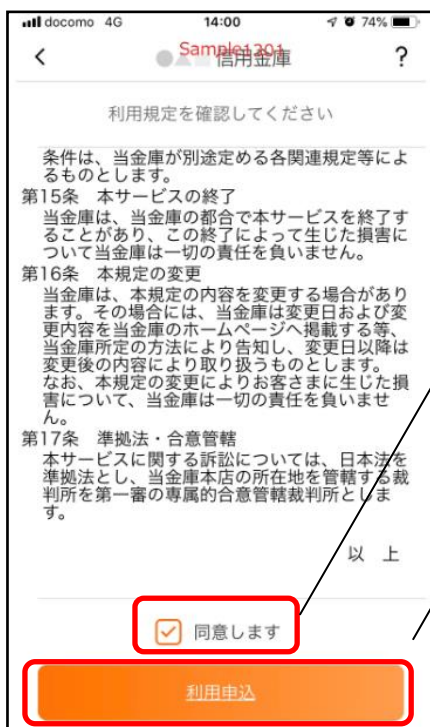 docomo 4G 14:00 74%
Sample1201
信用金庫 ?
利用規定を確認してください
条件は、当金庫が別途定める各関連規定等によ
るものとします。
第15条 本サービスの終了
当金庫は、当金庫の都合で本サービスを終了す
ることがあり、この終了によって生じた損害に
ついて当金庫は一切の責任を負いません。
第16条 本規定の変更
当金庫は、本規定の内容を変更する場合があり
ます。その場合には、当金庫は変更日および変
更内容を当金庫のホームページへ掲載する等、
当金庫所定の方法により告知し、変更日以降は
変更後の内容により取り扱うものとします。
なお、本規定の変更によりお客さまに生じた損
害について、当金庫は一切の責任を負いませ
ん。
第17条 準拠法・合意管轄
本サービスに関する訴訟については、日本法を
準拠法とし、当金庫本店の所在地を管轄する裁
判所を第一審の専属的合意管轄裁判所としま
す。
以 上
同意します
利用申込